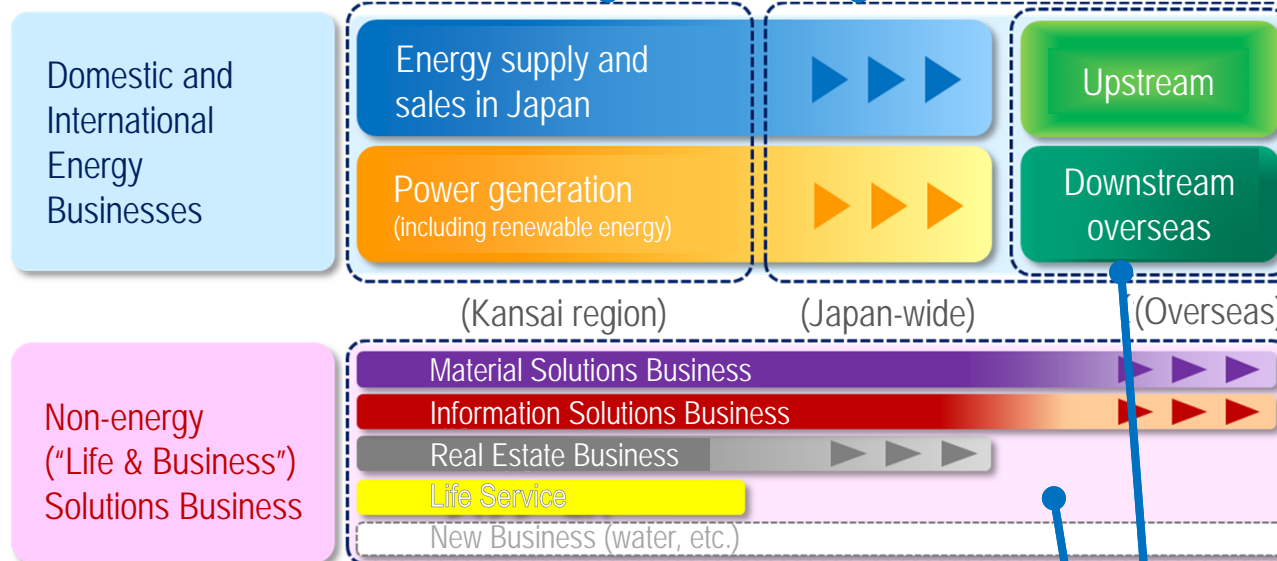 Domestic and
International
Energy
Businesses
Energy supply and
sales in Japan
Upstream
Power generation
(including renewable energy)
Downstream
overseas
(Kansai region)
(Japan-wide)
(Overseas)
Non-energy
("Life & Business")
Solutions Business
Material Solutions Business
Information Solutions Business
Real Estate Business
Life Service
New Business (water, etc.)